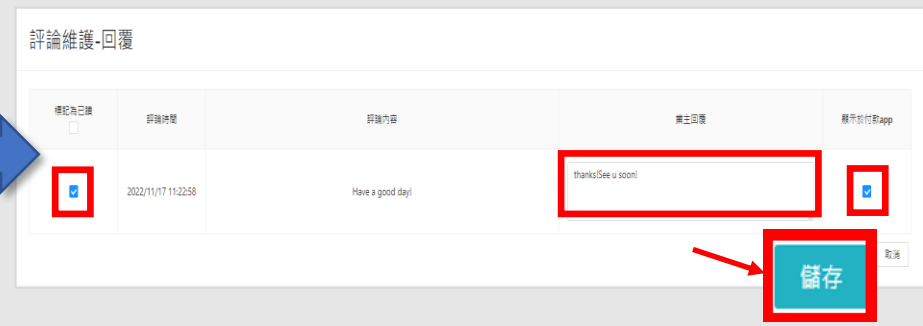 評論維護-回覆
標記為已讀 評論時間 評論內容 業主回覆 顯示於付款app
2022/11/17 11:22:58 Have a good day! thanks!See u soon!
儲存 取消